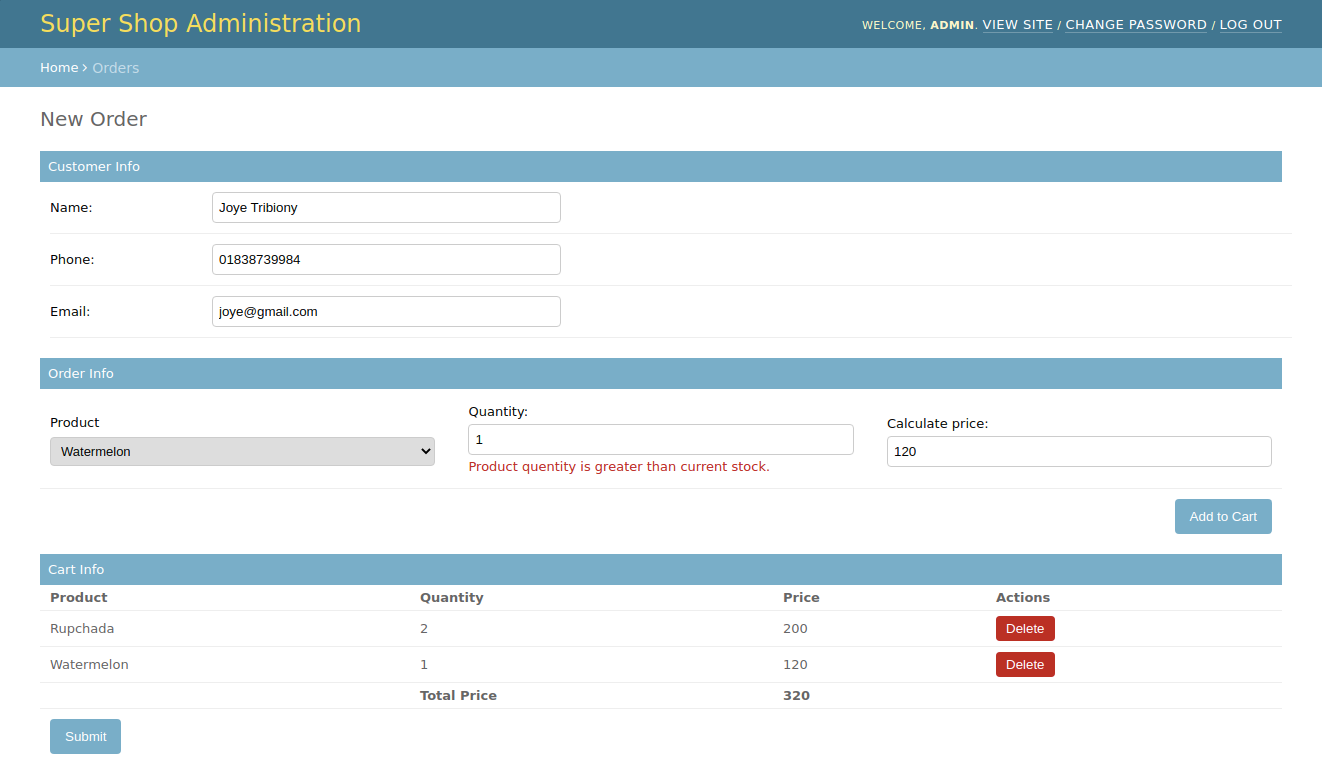 Super Shop Administration
WELCOME, ADMIN. VIEW SITE / CHANGE PASSWORD / LOG OUT
Home › Orders
New Order
Customer Info
Name: Joye Tribiony
Phone: 01838739984
Email: joye@gmail.com
Order Info
Product
Watermelon
Quantity:
1
Product quentity is greater than current stock.
Calculate price:
120
Add to Cart
Cart Info
Product Quantity Price Actions
Rupchada 2 200 Delete
Watermelon 1 120 Delete
Total Price 320
Submit